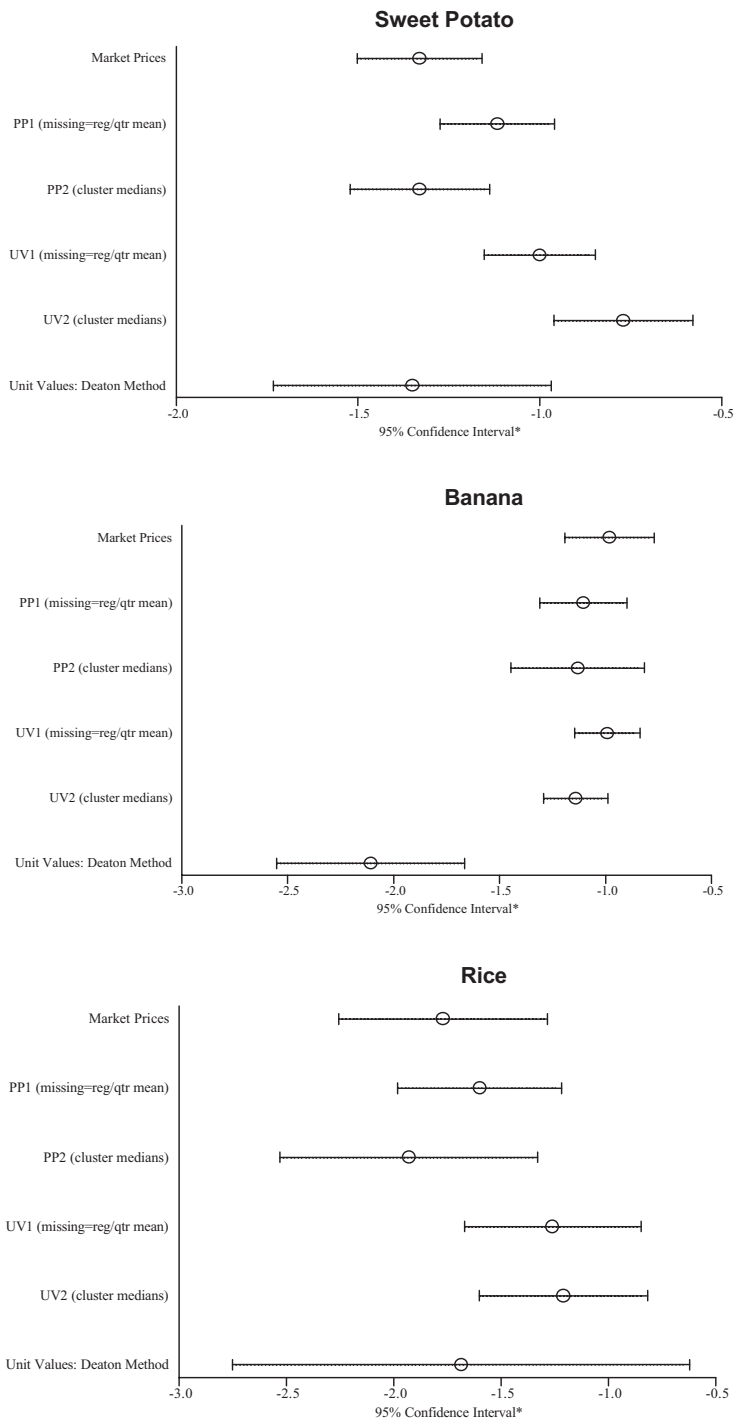 Sweet Potato
Market Prices
PP1 (missing=reg/qtr mean)
PP2 (cluster medians)
UV1 (missing=reg/qtr mean)
UV2 (cluster medians)
Unit Values: Deaton Method
-2.0 -1.5 -1.0 -0.5
95% Confidence Interval*
Banana
Market Prices
PP1 (missing=reg/qtr mean)
PP2 (cluster medians)
UV1 (missing=reg/qtr mean)
UV2 (cluster medians)
Unit Values: Deaton Method
-3.0 -2.5 -2.0 -1.5 -1.0 -0.5
95% Confidence Interval*
Rice
Market Prices
PP1 (missing=reg/qtr mean)
PP2 (cluster medians)
UV1 (missing=reg/qtr mean)
UV2 (cluster medians)
Unit Values: Deaton Method
-3.0 -2.5 -2.0 -1.5 -1.0 -0.5
95% Confidence Interval*